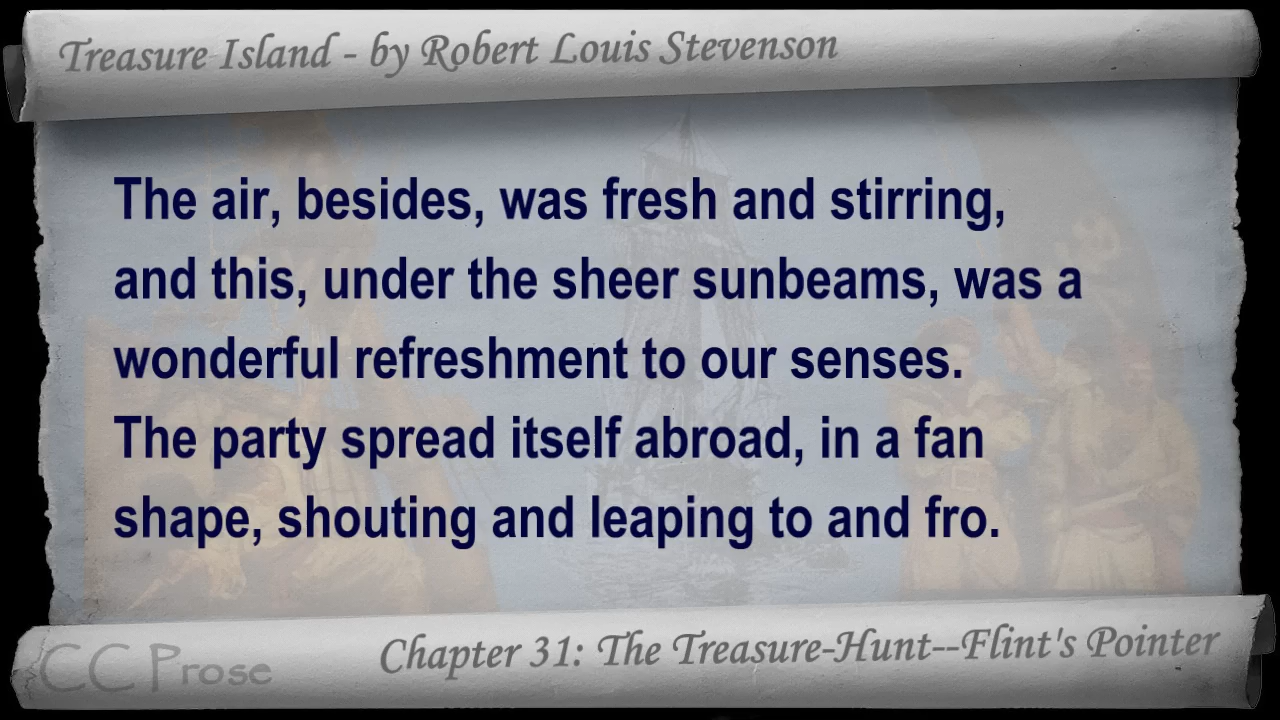 Treasure Island - by Robert Louis Stevenson
The air, besides, was fresh and stirring,
and this, under the sheer sunbeams, was a
wonderful refreshment to our senses.
The party spread itself abroad, in a fan
shape, shouting and leaping to and fro.
Chapter 31: The Treasure-Hunt--Flint's Pointer
CC Prose